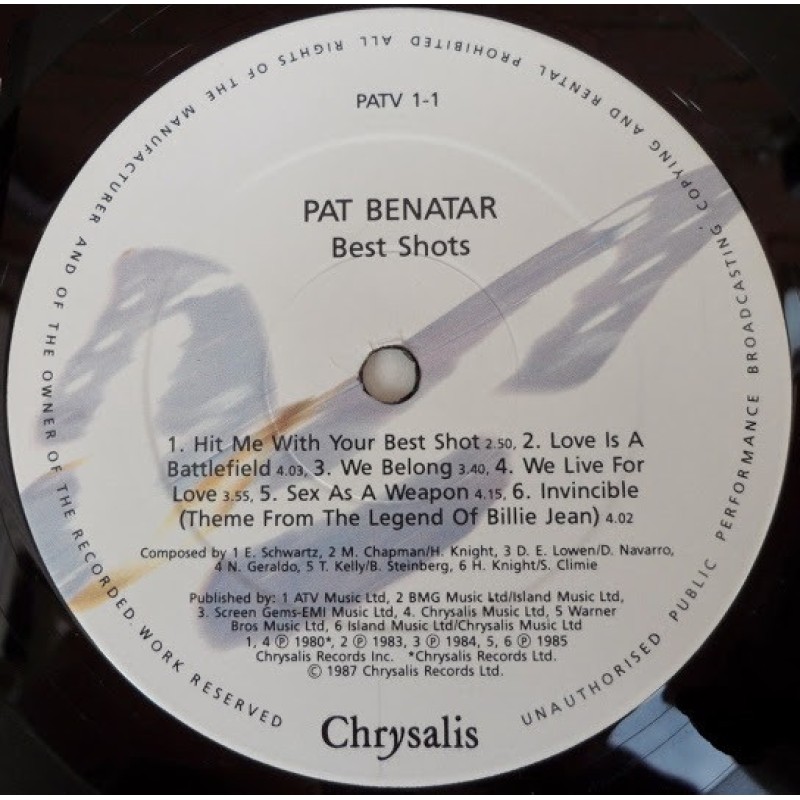 PATV 1-1
PAT BENATAR
Best Shots
1. Hit Me With Your Best Shot 2.50, 2. Love Is A
Battlefield 4.03, 3. We Belong 3.40, 4. We Live For
Love 3.55, 5. Sex As A Weapon 4.15, 6. Invincible
(Theme From The Legend Of Billie Jean) 4.02
Composed by 1 E. Schwartz, 2 M. Chapman/H. Knight, 3 D. E. Lowen/D. Navarro,
4 N. Geraldo, 5 T. Kelly/B. Steinberg, 6 H. Knight/S. Climie
Published by: 1 ATV Music Ltd, 2 BMG Music Ltd/Island Music Ltd,
3. Screen Gems-EMI Music Ltd, 4. Chrysalis Music Ltd, 5 Warner
Bros Music Ltd, 6 Island Music Ltd/Chrysalis Music Ltd
1, 4 ℗ 1980*, 2 ℗ 1983, 3 ℗ 1984, 5, 6 ℗ 1985
Chrysalis Records Inc. *Chrysalis Records Ltd.
© 1987 Chrysalis Records Ltd.
Chrysalis
ALL RIGHTS OF THE MANUFACTURER AND OF THE OWNER OF THE RECORDED WORK RESERVED
UNAUTHORISED PUBLIC PERFORMANCE BROADCASTING COPYING AND RENTAL PROHIBITED